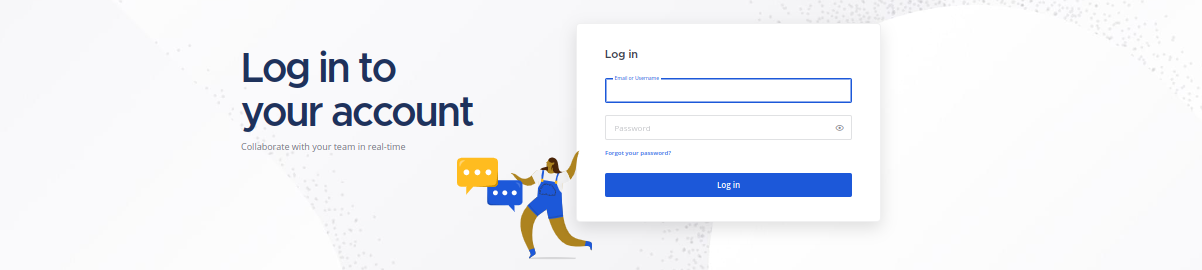 Log in to
your account
Collaborate with your team in real-time
Log in
Email or Username
Password
Forgot your password?
Log in